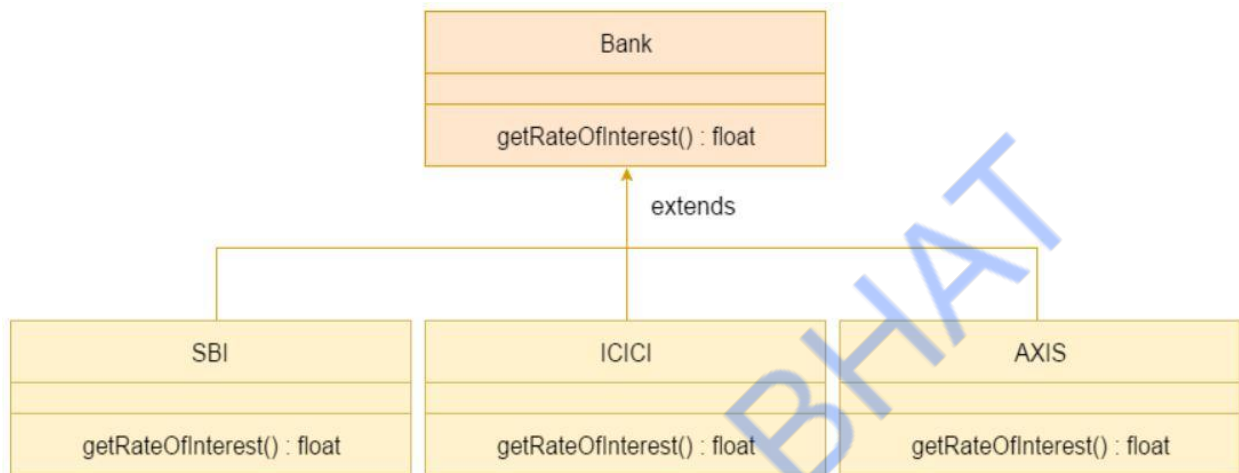 Bank
getRateOfInterest() : float
extends
SBI
ICICI
AXIS
getRateOfInterest() : float
getRateOfInterest() : float
getRateOfInterest() : float
BHAT